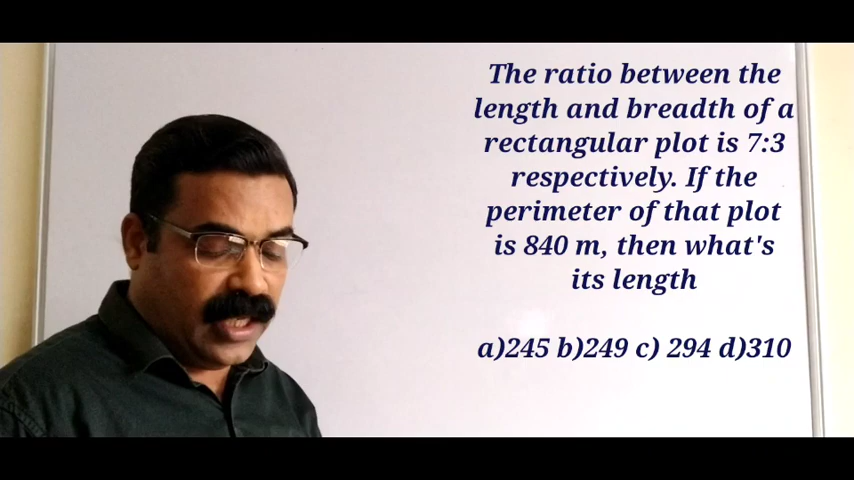 The ratio between the
length and breadth of a
rectangular plot is 7:3
respectively. If the
perimeter of that plot
is 840 m, then what's
its length
a)245 b)249 c) 294 d)310